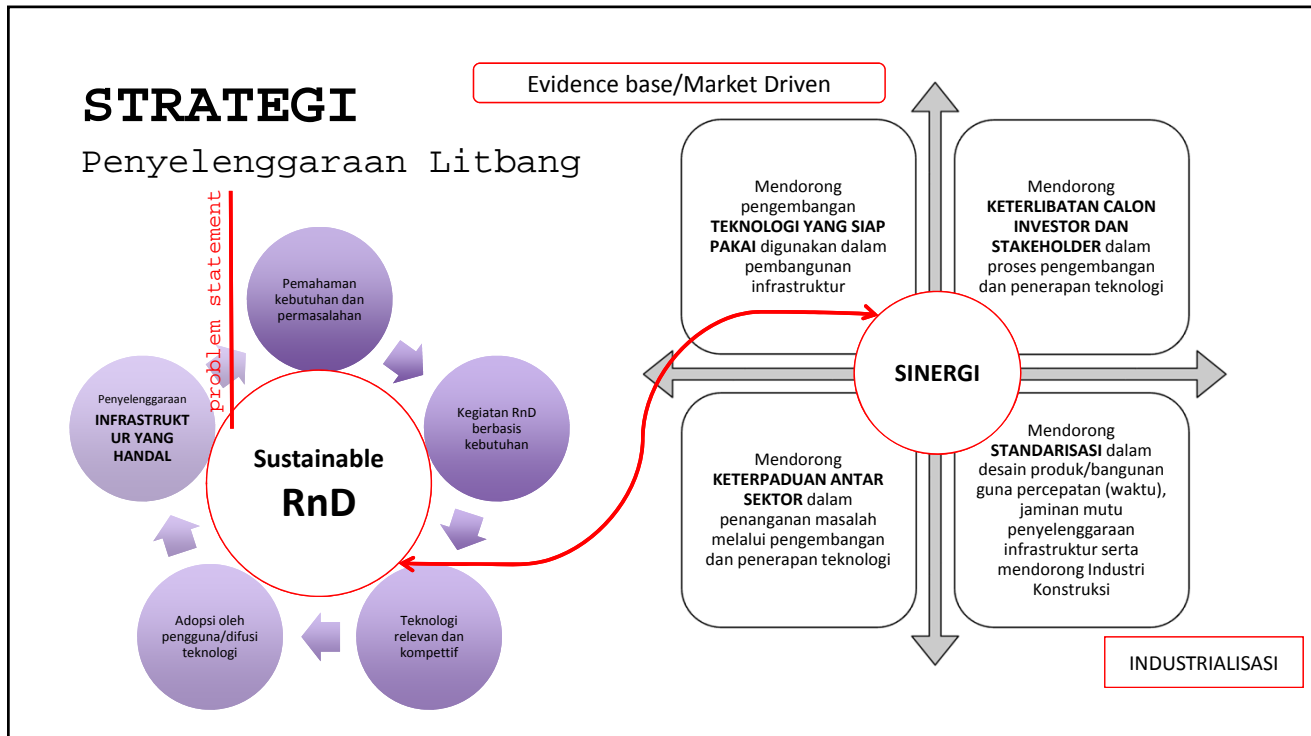 STRATEGI
Penyelenggaraan Litbang
problem statement
Pemahaman
kebutuhan dan
permasalahan
Kegiatan RnD
berbasis
kebutuhan
Teknologi
relevan dan
kompettif
Adopsi oleh
pengguna/difusi
teknologi
Penyelenggaraan
INFRASTRUKT
UR YANG
HANDAL
Sustainable
RnD
Evidence base/Market Driven
Mendorong
pengembangan
TEKNOLOGI YANG SIAP
PAKAI digunakan dalam
pembangunan
infrastruktur
Mendorong
KETERLIBATAN CALON
INVESTOR DAN
STAKEHOLDER dalam
proses pengembangan
dan penerapan teknologi
SINERGI
Mendorong
KETERPADUAN ANTAR
SEKTOR dalam
penanganan masalah
melalui pengembangan
dan penerapan teknologi
Mendorong
STANDARISASI dalam
desain produk/bangunan
guna percepatan (waktu),
jaminan mutu
penyelenggaraan
infrastruktur serta
mendorong Industri
Konstruksi
INDUSTRIALISASI